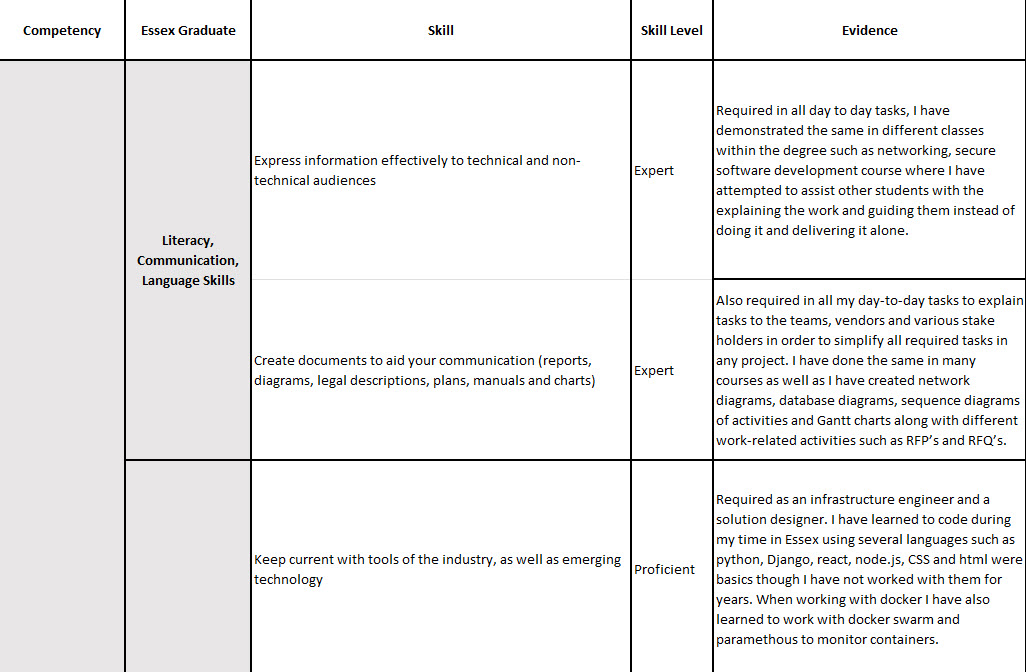 Competency
Essex Graduate
Skill
Skill Level
Evidence
Literacy,
Communication,
Language Skills
Express information effectively to technical and non-
technical audiences
Expert
Required in all day to day tasks, I have
demonstrated the same in different classes
within the degree such as networking, secure
software development course where I have
attempted to assist other students with the
explaining the work and guiding them instead of
doing it and delivering it alone.
Create documents to aid your communication (reports,
diagrams, legal descriptions, plans, manuals and charts)
Expert
Also required in all my day-to-day tasks to explain
tasks to the teams, vendors and various stake
holders in order to simplify all required tasks in
any project. I have done the same in many
courses as well as I have created network
diagrams, database diagrams, sequence diagrams
of activities and Gantt charts along with different
work-related activities such as RFP’s and RFQ’s.
Keep current with tools of the industry, as well as emerging
technology
Proficient
Required as an infrastructure engineer and a
solution designer. I have learned to code during
my time in Essex using several languages such as
python, Django, react, node.js, CSS and html were
basics though I have not worked with them for
years. When working with docker I have also
learned to work with docker swarm and
paramethous to monitor containers.